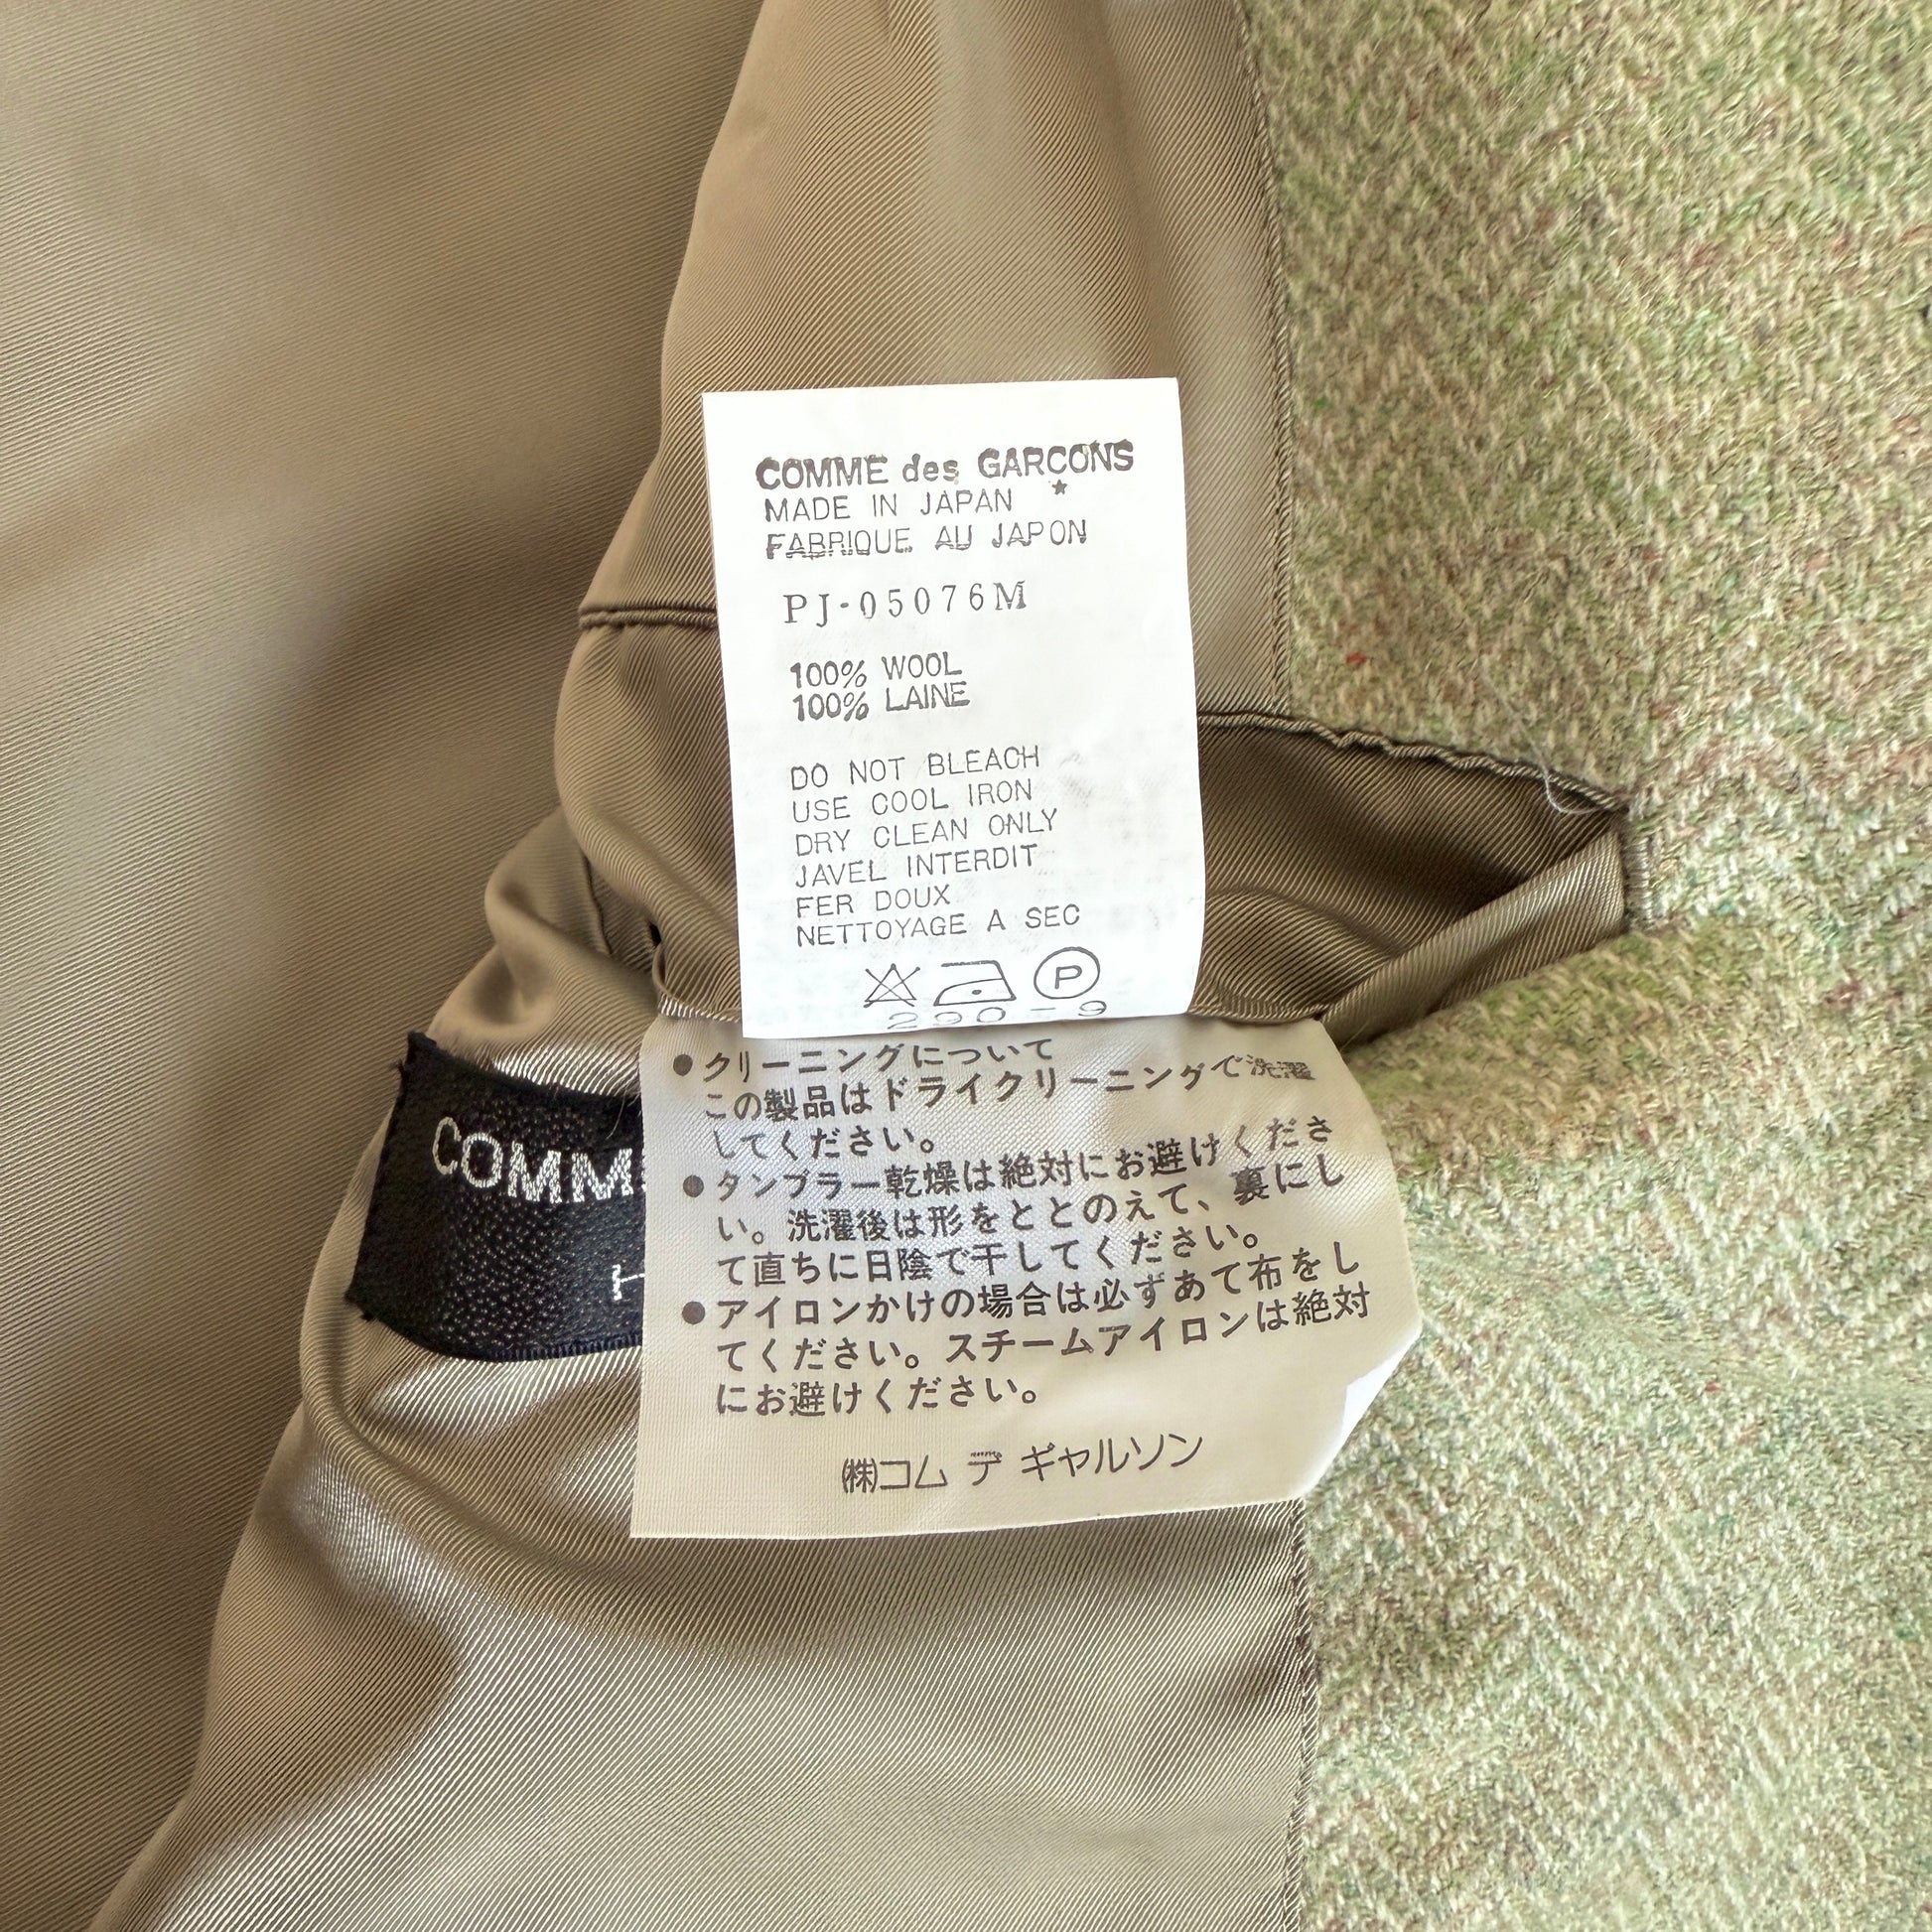 COMME des GARCONS
★
MADE IN JAPAN
FABRIQUE AU JAPON
PJ-05076M
100% WOOL
100% LAINE
DO NOT BLEACH
USE COOL IRON
DRY CLEAN ONLY
JAVEL INTERDIT
FER DOUX
NETTOYAGE A SEC
P
290-9
●クリーニングについて
この製品はドライクリーニングで洗濯
してください。
●タンブラー乾燥は絶対にお避けくださ
い。洗濯後は形をととのえて、裏にし
て直ちに日陰で干してください。
●アイロンかけの場合は必ずあて布をし
てください。スチームアイロンは絶対
にお避けください。
㈱コム デ ギャルソン
COMM